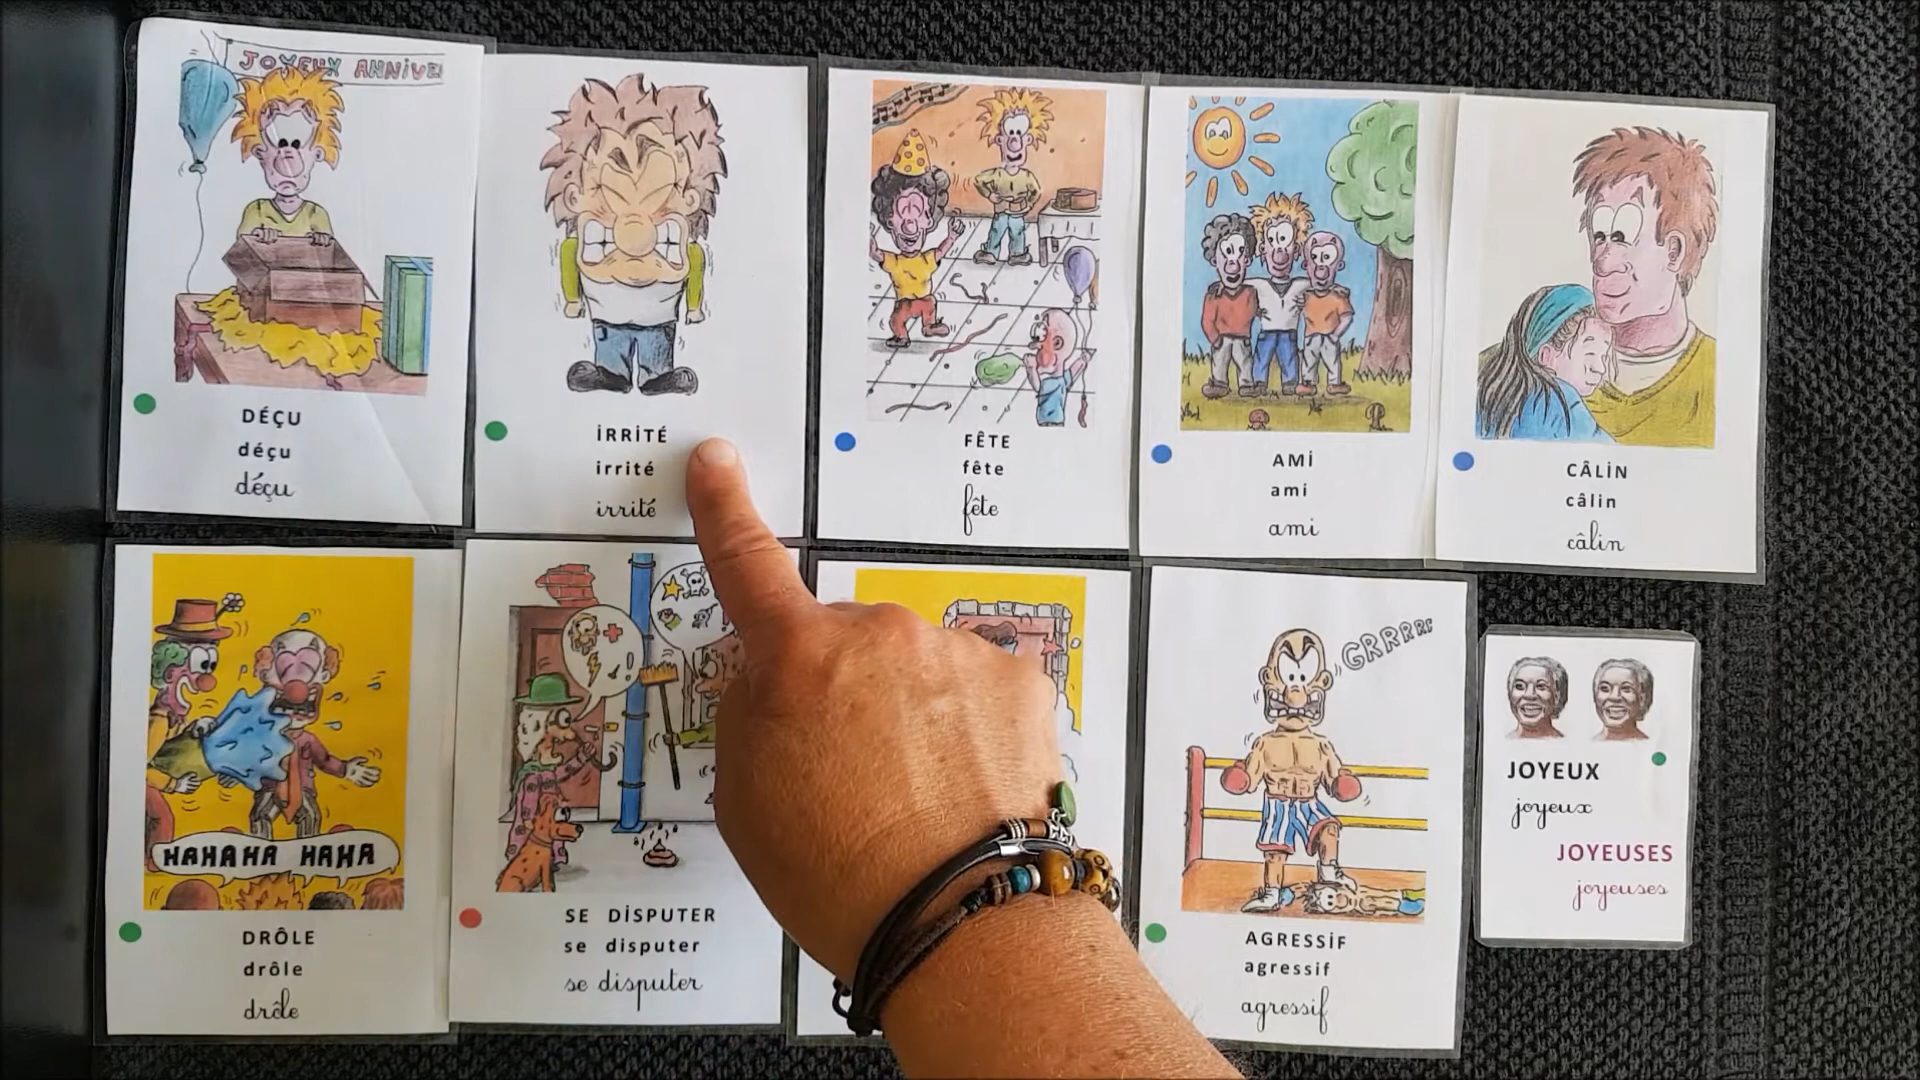 JOYEUX ANNIVE
DÉÇU
déçu
déçu
iRRiTÉ
irrité
irrité
FÊTE
fête
fête
AMi
ami
ami
CÂLiN
câlin
câlin
HAHAHA HAHA
DRÔLE
drôle
drôle
SE DiSPUTER
se disputer
se disputer
GRRRRr
AGRESSiF
agressif
agressif
JOYEUX
joyeux
JOYEUSES
joyeuses